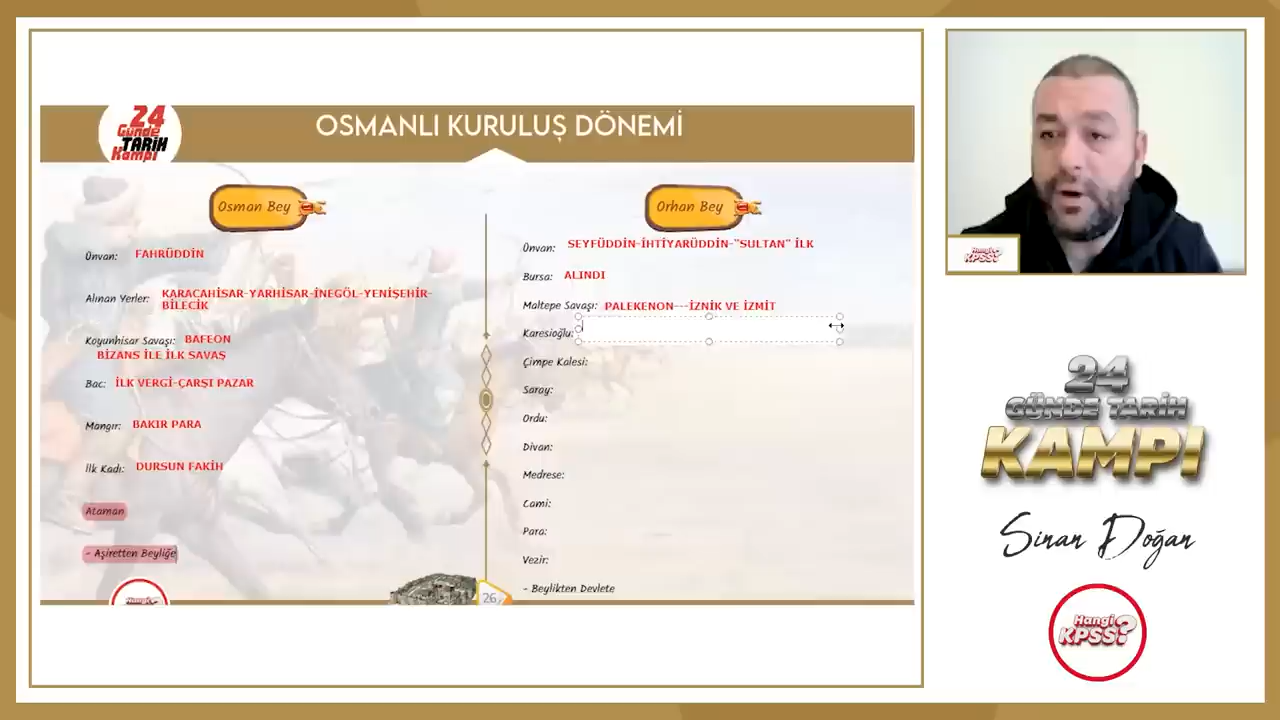 24
Günde
TARİH
Kampı
OSMANLI KURULUŞ DÖNEMİ
Osman Bey
Ünvan: FAHRÜDDİN
Alınan Yerler: KARACAHİSAR-YARHİSAR-İNEGÖL-YENİŞEHİR-
BİLECİK
Koyunhisar Savaşı: BAFEON
BİZANS İLE İLK SAVAŞ
Bac: İLK VERGİ-ÇARŞI PAZAR
Mangır: BAKIR PARA
İlk Kadı: DURSUN FAKİH
Ataman
- Aşiretten Beyliğe
Orhan Bey
Ünvan: SEYFÜDDİN-İHTİYARÜDDİN-"SULTAN" İLK
Bursa: ALINDI
Maltepe Savaşı: PALEKENON---İZNİK VE İZMİT
Karesioğlu:
Çimpe Kalesi:
Saray:
Ordu:
Divan:
Medrese:
Cami:
Para:
Vezir:
- Beylikten Devlete
26
Hangi
Hangi
KPSS?
24
GÜNDE TARİH
KAMPI
Sinan Doğan
Hangi
KPSS?